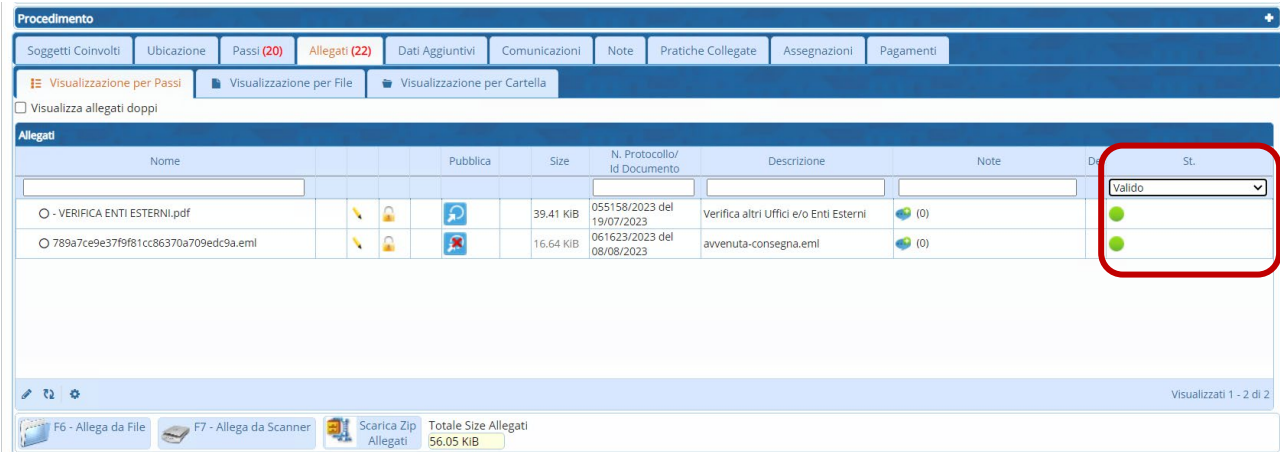 Procedimento
Soggetti Coinvolti Ubicazione Passi (20) Allegati (22) Dati Aggiuntivi Comunicazioni Note Pratiche Collegate Assegnazioni Pagamenti
Visualizzazione per Passi Visualizzazione per File Visualizzazione per Cartella
Visualizza allegati doppi
Allegati
Nome Pubblica Size N. Protocollo/ Descrizione Note De St.
Id Documento
Valido
- VERIFICA ENTI ESTERNI.pdf 39.41 KiB 055158/2023 del Verifica altri Uffici e/o Enti Esterni (0)
19/07/2023
789a7ce9e37f9f81cc86370a709edc9a.eml 16.64 KiB 061623/2023 del avvenuta-consegna.eml (0)
08/08/2023
Visualizzati 1 - 2 di 2
F6 - Allega da File F7 - Allega da Scanner Scarica Zip Totale Size Allegati
Allegati 56.05 KiB